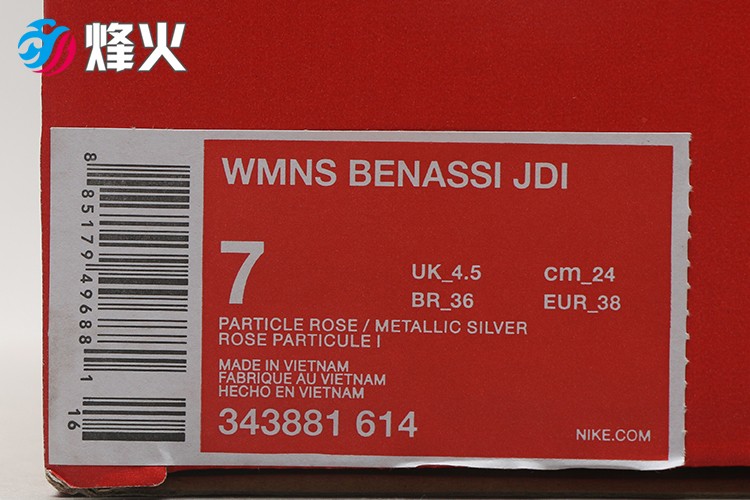 烽火
WMNS BENASSI JDI
7
UK_4.5 cm_24
BR_36 EUR_38
PARTICLE ROSE / METALLIC SILVER
ROSE PARTICULE I
MADE IN VIETNAM
FABRIQUE AU VIETNAM
HECHO EN VIETNAM
343881 614
NIKE.COM
8 85179 49688 1
16